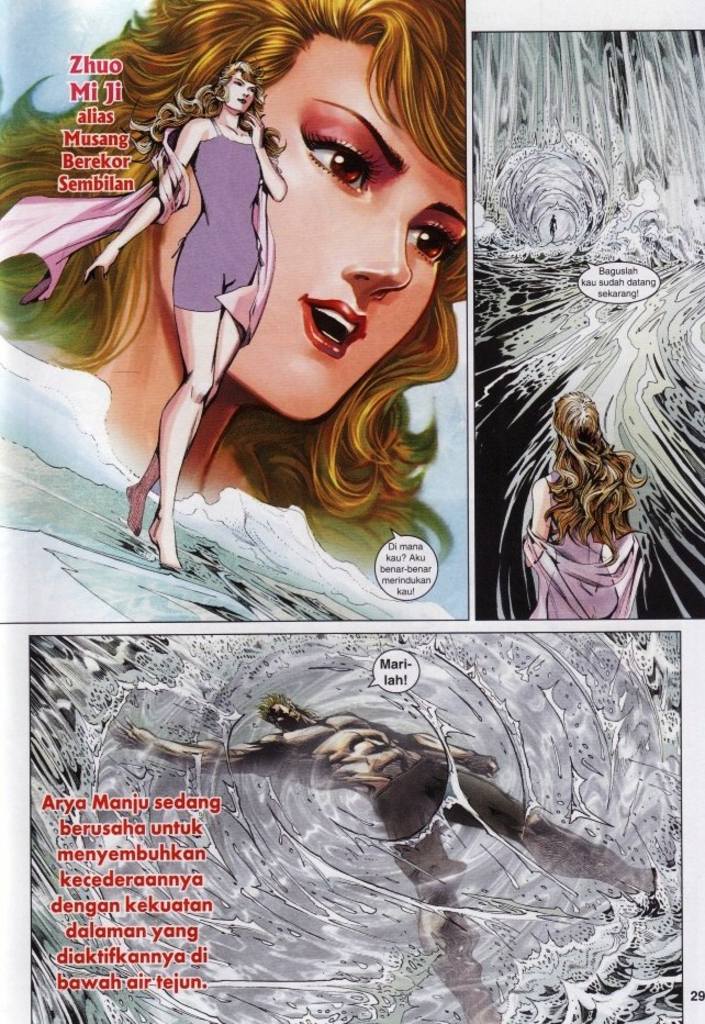 Zhuo
Mi Ji
alias
Musang
Berekor
Sembilan
Di mana
kau? Aku
benar-benar
merindukan
kau!
Baguslah
kau sudah datang
sekarang!
Mari-
lah!
Arya Manju sedang
berusaha untuk
menyembuhkan
kecederaannya
dengan kekuatan
dalaman yang
diaktifkannya di
bawah air tejun.
29